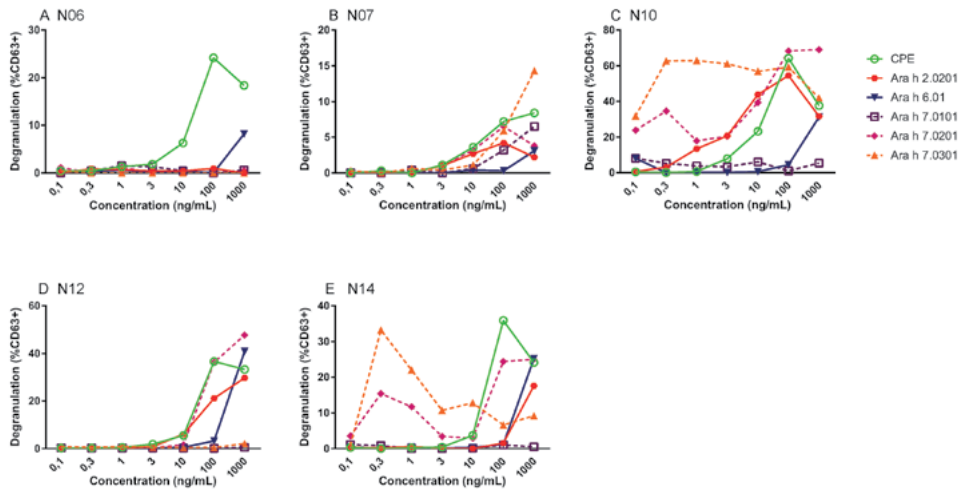 A N06
Degranulation (%CD63+)
30
20
10
0
0,1
0,3
1
3
10
100
1000
Concentration (ng/mL)
B N07
Degranulation (%CD63+)
20
15
10
5
0
0,1
0,3
1
3
10
100
1000
Concentration (ng/mL)
C N10
Degranulation (%CD63+)
80
60
40
20
0
0,1
0,3
1
3
10
100
1000
Concentration (ng/mL)
CPE
Ara h 2.0201
Ara h 6.01
Ara h 7.0101
Ara h 7.0201
Ara h 7.0301
D N12
Degranulation (%CD63+)
60
40
20
0
0,1
0,3
1
3
10
100
1000
Concentration (ng/mL)
E N14
Degranulation (%CD63+)
40
30
20
10
0
0,1
0,3
1
3
10
100
1000
Concentration (ng/mL)